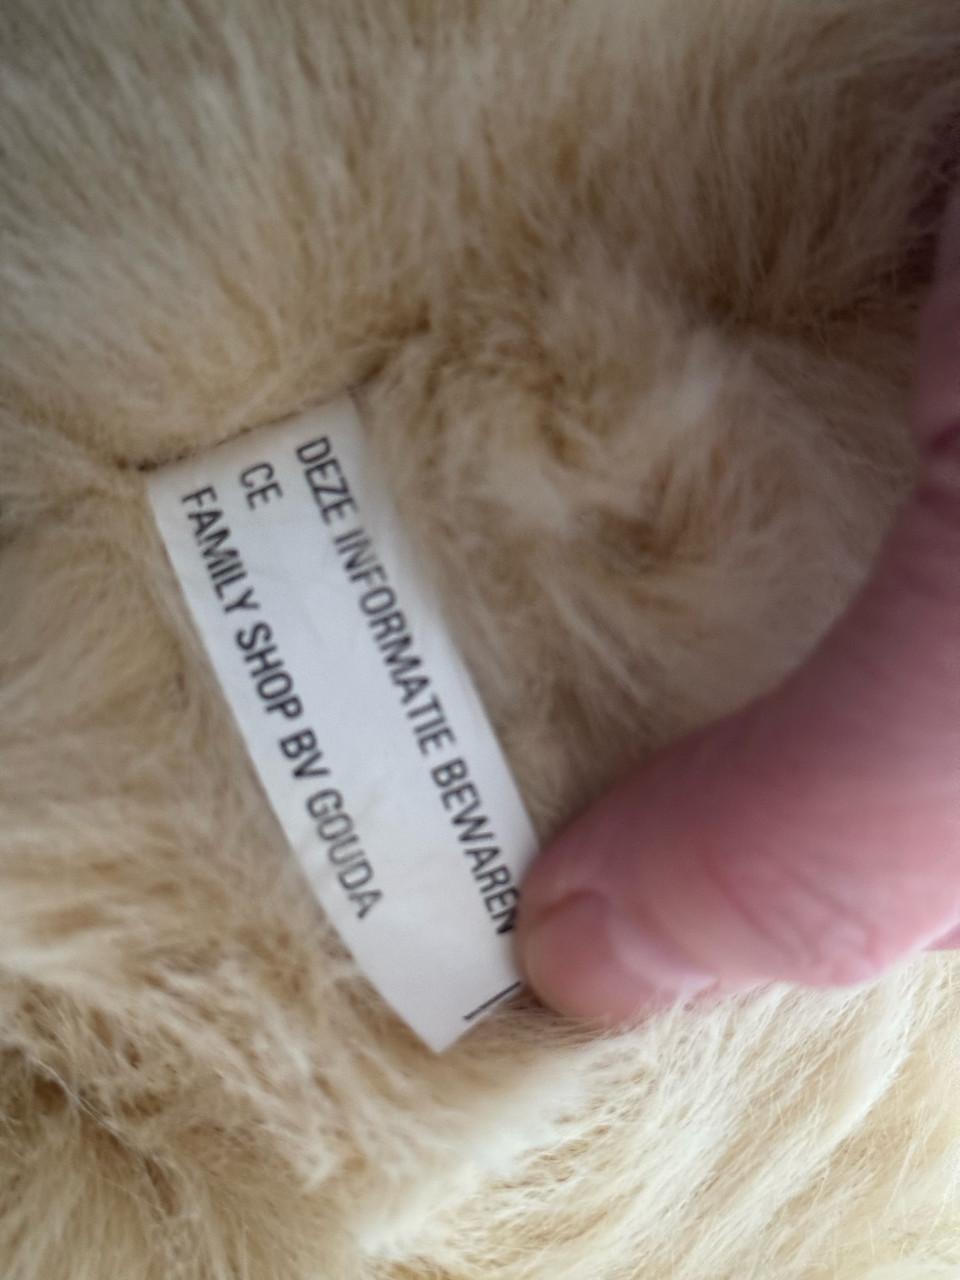 DEZE INFORMATIE BEWAREN
CE
FAMILY SHOP BV GOUDA